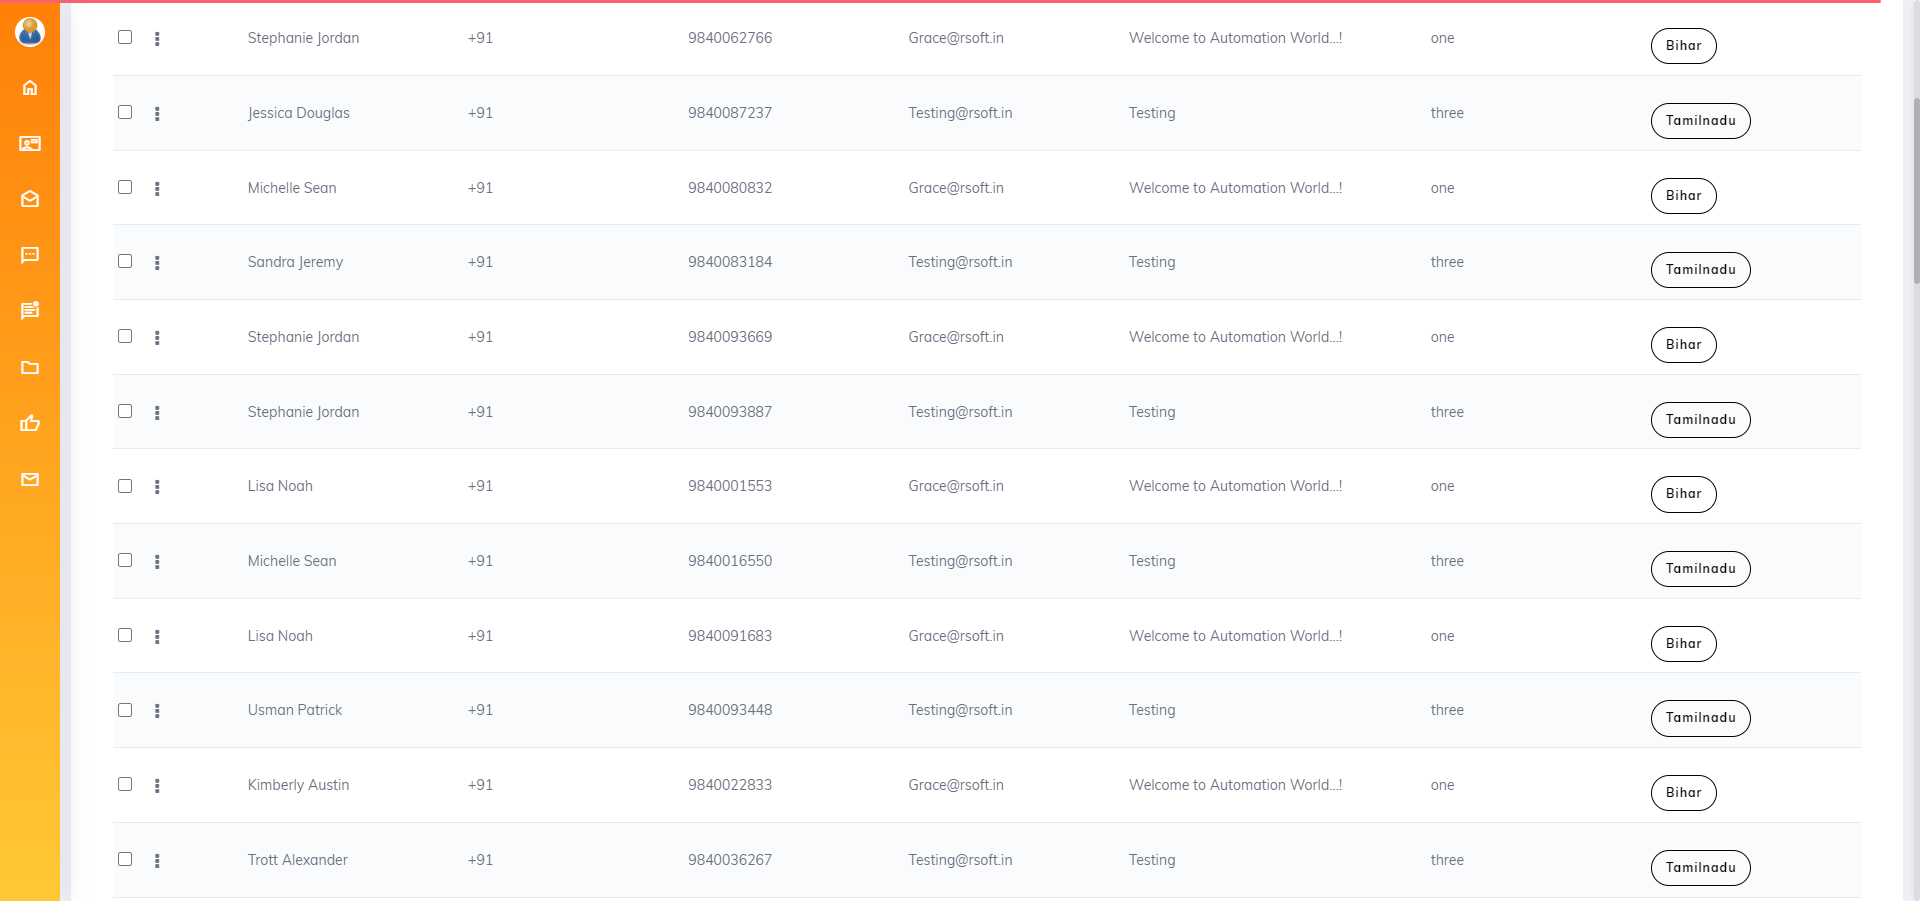 Stephanie Jordan +91 9840062766 Grace@rsoft.in Welcome to Automation World...! one Bihar
Jessica Douglas +91 9840087237 Testing@rsoft.in Testing three Tamilnadu
Michelle Sean +91 9840080832 Grace@rsoft.in Welcome to Automation World...! one Bihar
Sandra Jeremy +91 9840083184 Testing@rsoft.in Testing three Tamilnadu
Stephanie Jordan +91 9840093669 Grace@rsoft.in Welcome to Automation World...! one Bihar
Stephanie Jordan +91 9840093887 Testing@rsoft.in Testing three Tamilnadu
Lisa Noah +91 9840001553 Grace@rsoft.in Welcome to Automation World...! one Bihar
Michelle Sean +91 9840016550 Testing@rsoft.in Testing three Tamilnadu
Lisa Noah +91 9840091683 Grace@rsoft.in Welcome to Automation World...! one Bihar
Usman Patrick +91 9840093448 Testing@rsoft.in Testing three Tamilnadu
Kimberly Austin +91 9840022833 Grace@rsoft.in Welcome to Automation World...! one Bihar
Trott Alexander +91 9840036267 Testing@rsoft.in Testing three Tamilnadu